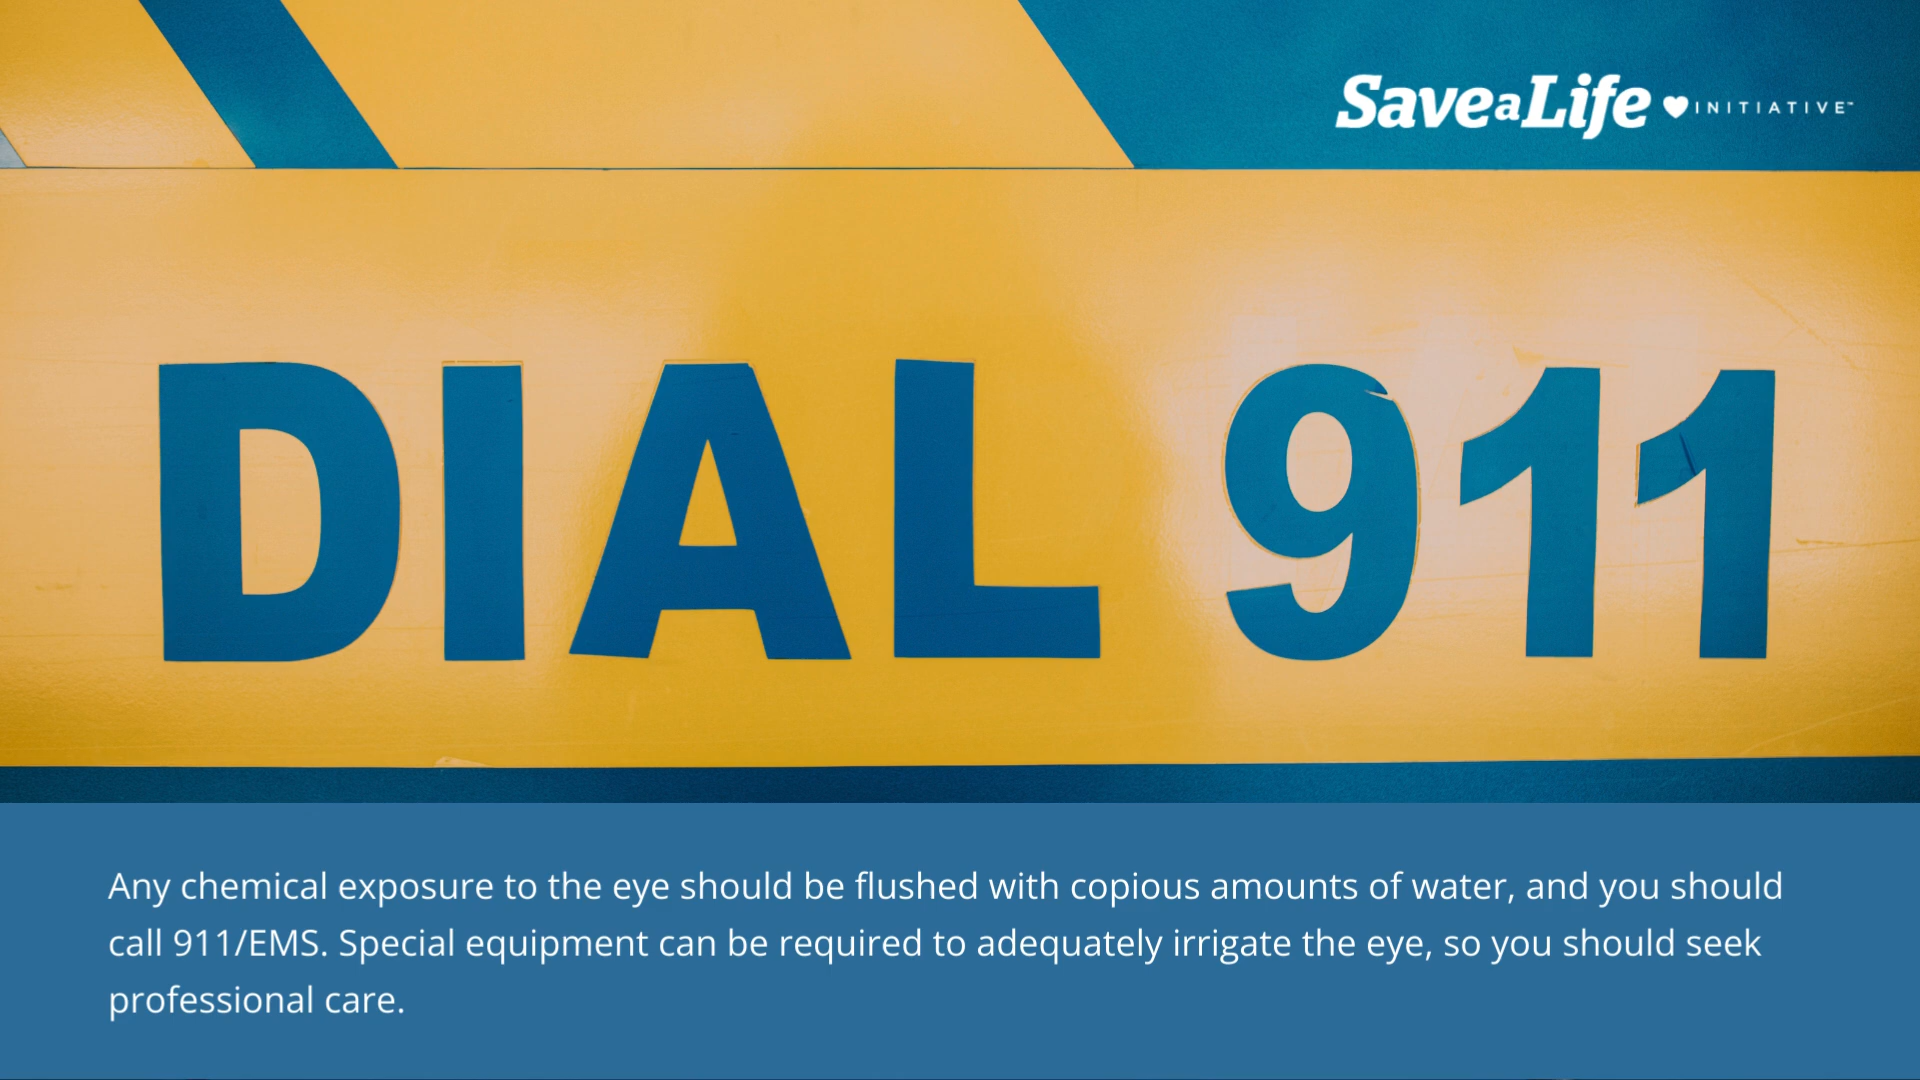 SaveaLife INITIATIVE™
DIAL 911
Any chemical exposure to the eye should be flushed with copious amounts of water, and you should
call 911/EMS. Special equipment can be required to adequately irrigate the eye, so you should seek
professional care.